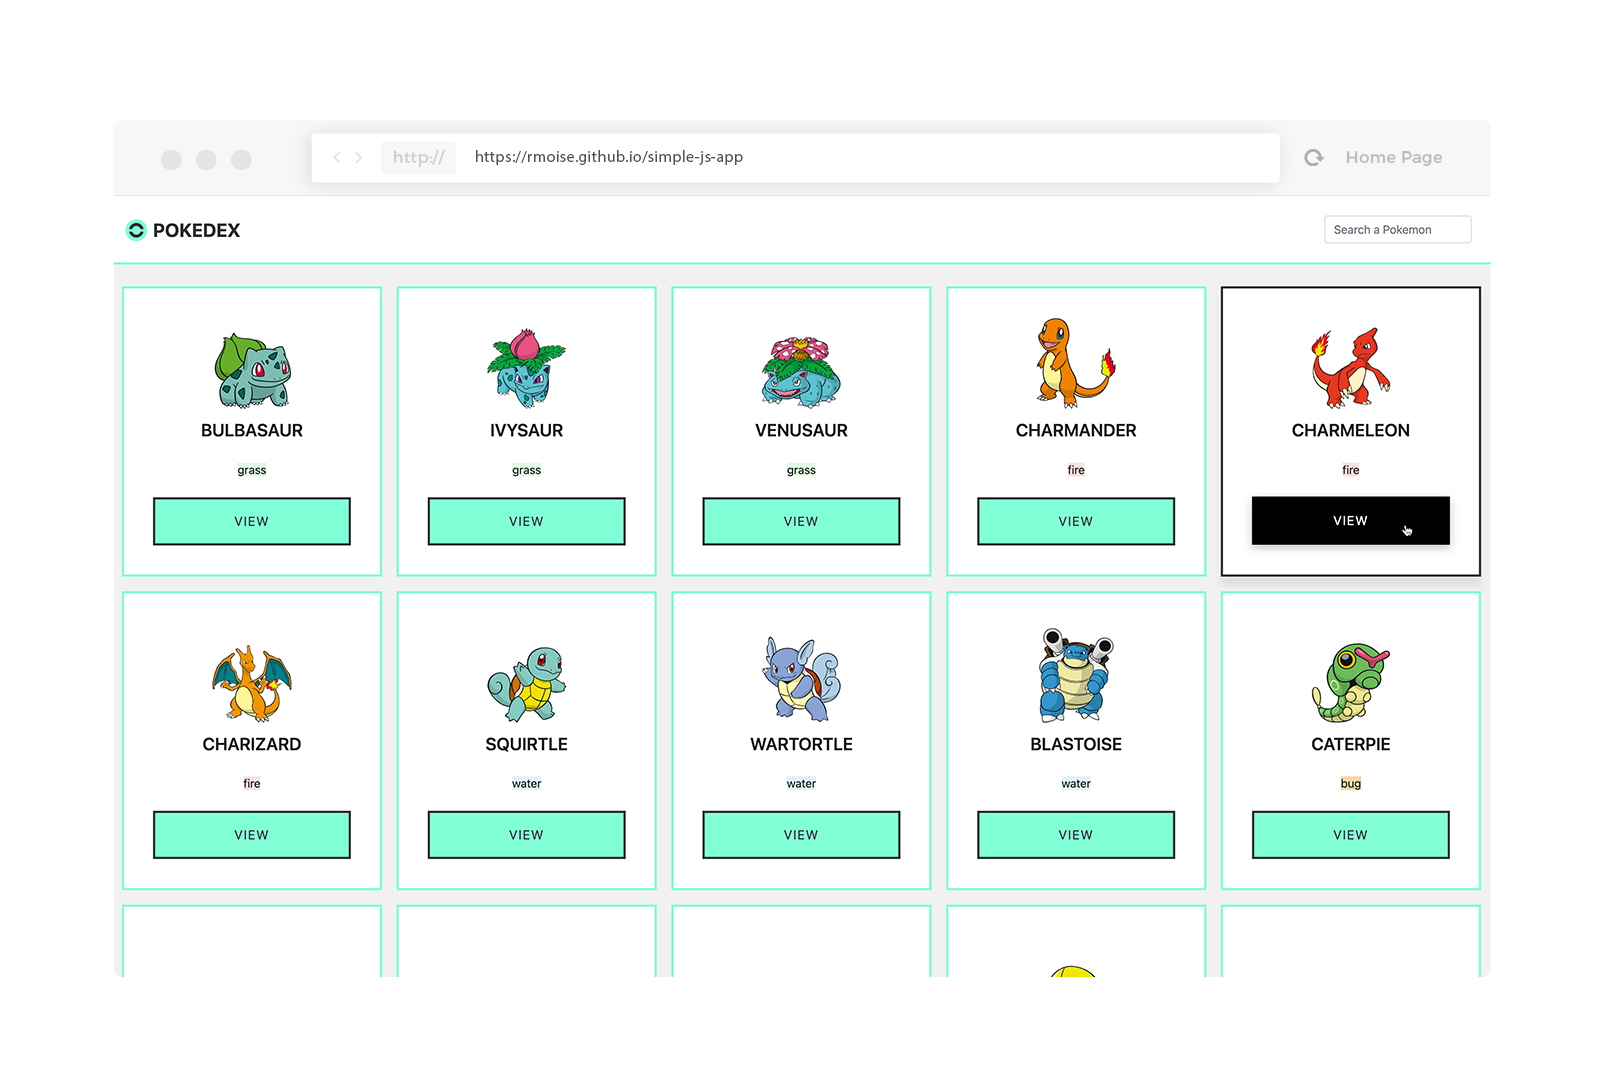 http:// https://rmoise.github.io/simple-js-app Home Page
POKEDEX Search a Pokemon
BULBASAUR IVYSAUR VENUSAUR CHARMANDER CHARMELEON
grass grass grass fire fire
VIEW VIEW VIEW VIEW VIEW
CHARIZARD SQUIRTLE WARTORTLE BLASTOISE CATERPIE
fire water water water bug
VIEW VIEW VIEW VIEW VIEW